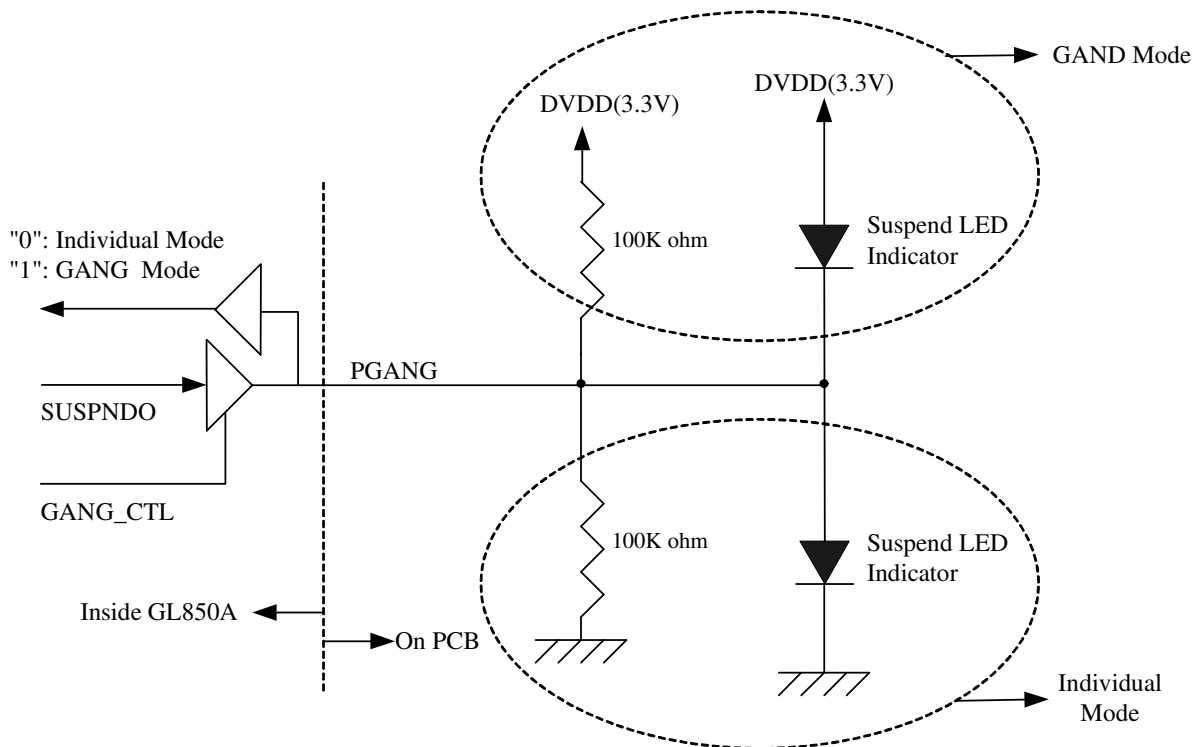 GAND Mode
DVDD(3.3V)
DVDD(3.3V)
"0": Individual Mode
"1": GANG Mode
100K ohm
Suspend LED
Indicator
PGANG
SUSPNDO
GANG_CTL
100K ohm
Suspend LED
Indicator
Inside GL850A
On PCB
Individual
Mode